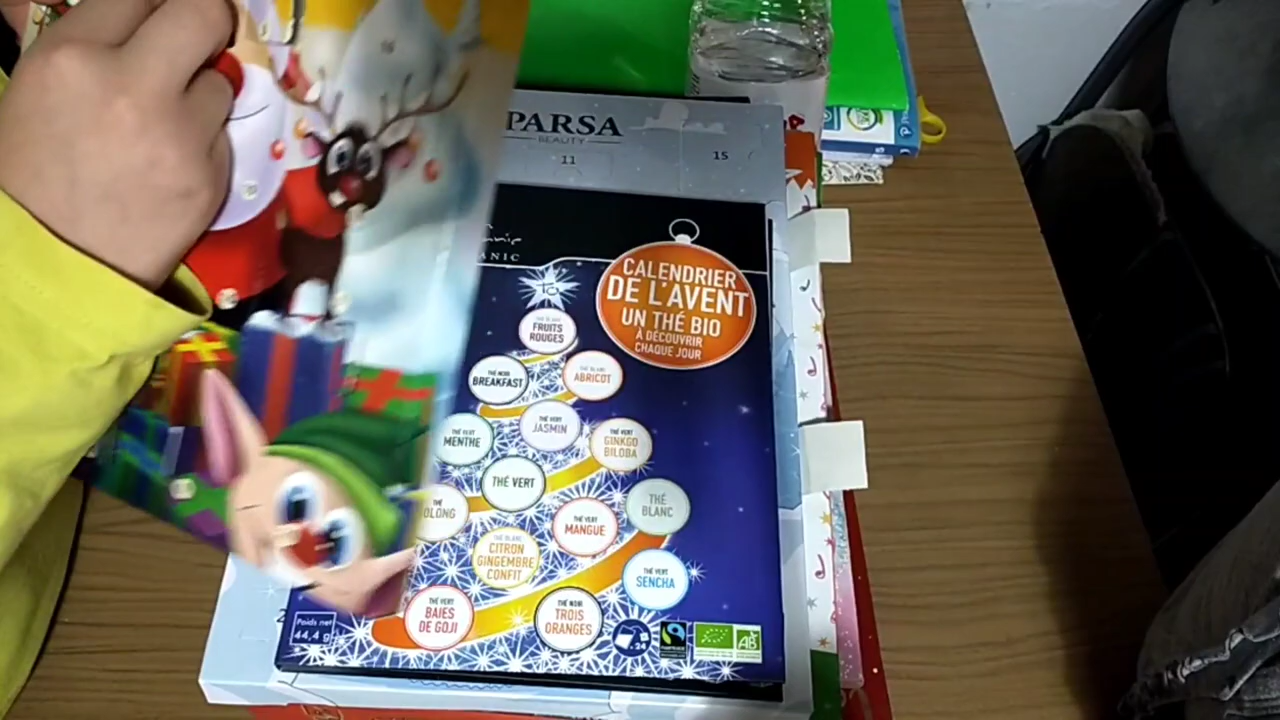 PARSA
BEAUTY
11
15
ANIC
CALENDRIER
DE L'AVENT
UN THÉ BIO
À DÉCOUVRIR
CHAQUE JOUR
THÉ BLANC
FRUITS
ROUGES
THÉ NOIR
BREAKFAST
THÉ BLANC
ABRICOT
THÉ VERT
JASMIN
THÉ VERT
MENTHE
THÉ VERT
GINKGO
BILOBA
THÉ VERT
THÉ
OLONG
THÉ
BLANC
THÉ VERT
MANGUE
THÉ BLANC
CITRON
GINGEMBRE
CONFIT
THÉ VERT
SENCHA
THÉ VERT
BAIES
DE GOJI
THÉ NOIR
TROIS
ORANGES
Poids net
44,4 g
AB